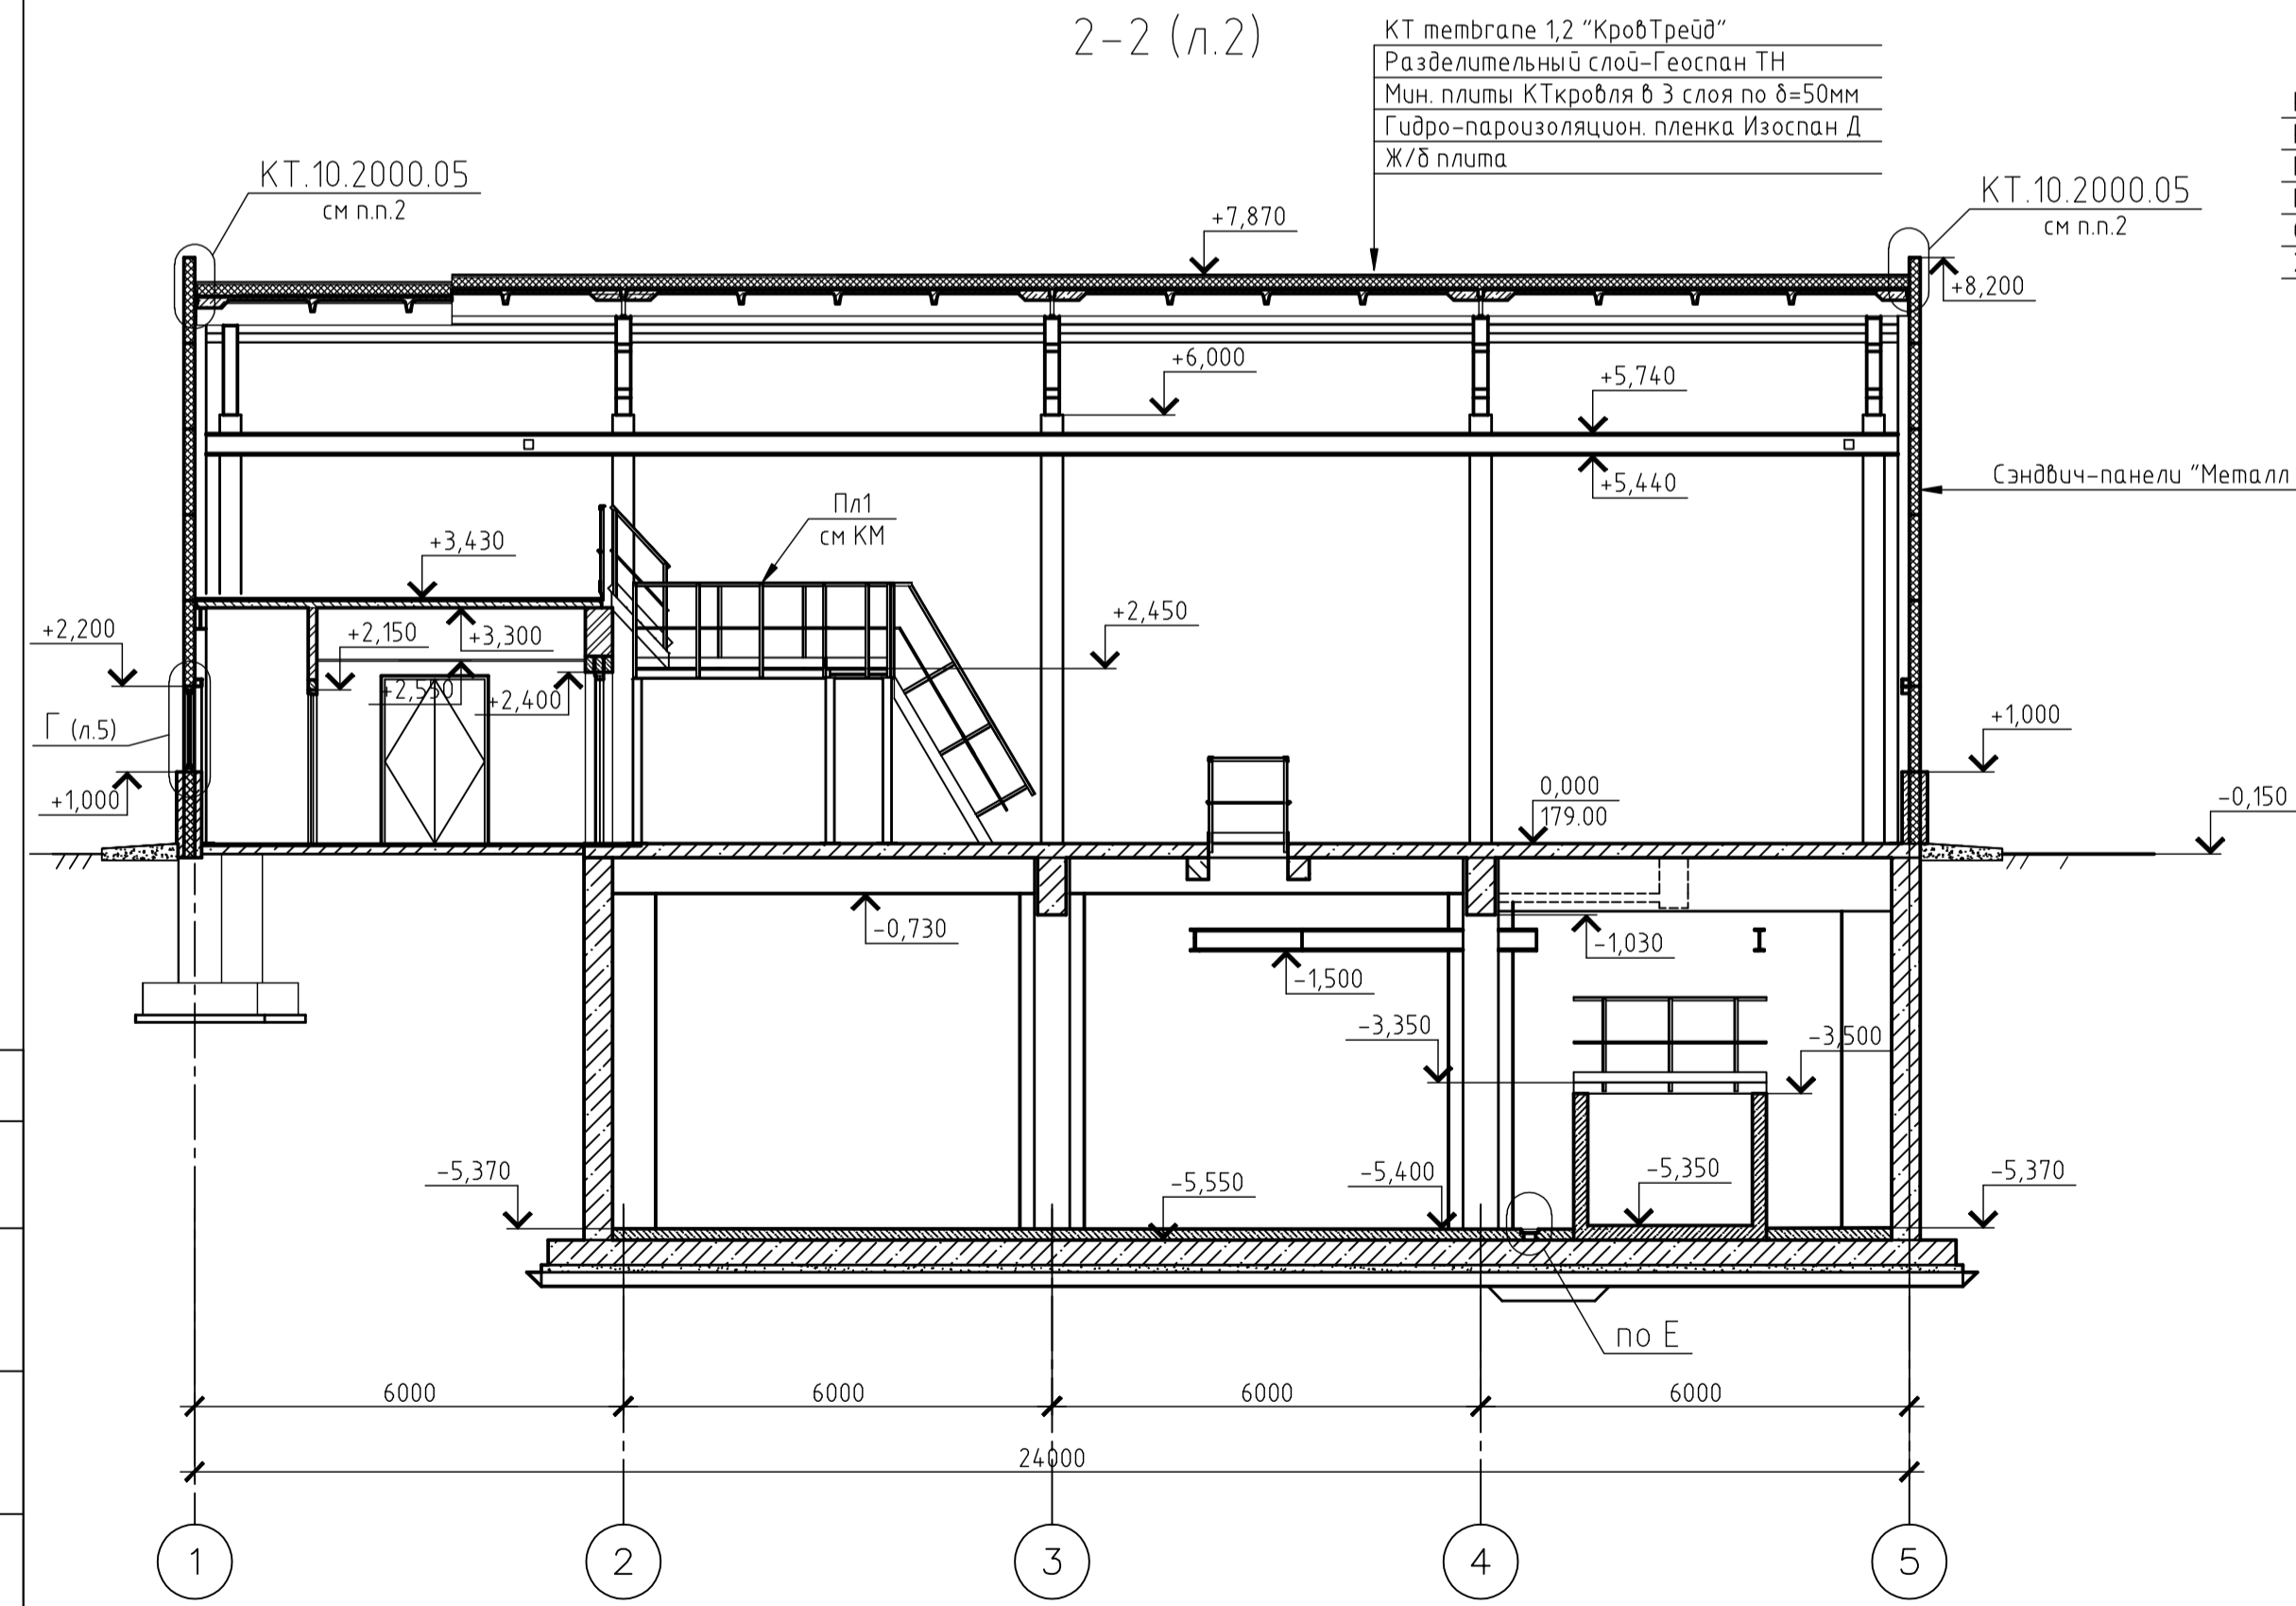 2-2 (л.2)
КТ membrane 1,2 "КровТрейд"
Разделительный слой-Геоспан ТН
Мин. плиты КТкровля в 3 слоя по δ=50мм
Гидро-пароизоляцион. пленка Изоспан Д
Ж/б плита
КТ.10.2000.05
см п.п.2
КТ.10.2000.05
см п.п.2
+7,870
+8,200
+6,000
+5,740
+5,440
Сэндвич-панели "Металл
Пл1
см КМ
+3,430
+2,200
+2,150
+3,300
+2,450
+2,550
+2,400
Г (л.5)
+1,000
+1,000
0,000
179.00
-0,150
-0,730
-1,030
-1,500
-3,350
-3,500
-5,370
-5,550
-5,400
-5,350
-5,370
по Е
6000
6000
6000
6000
24000
1
2
3
4
5